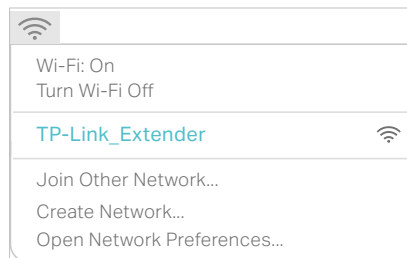 Wi-Fi: On
Turn Wi-Fi Off
TP-Link_Extender
Join Other Network...
Create Network...
Open Network Preferences...